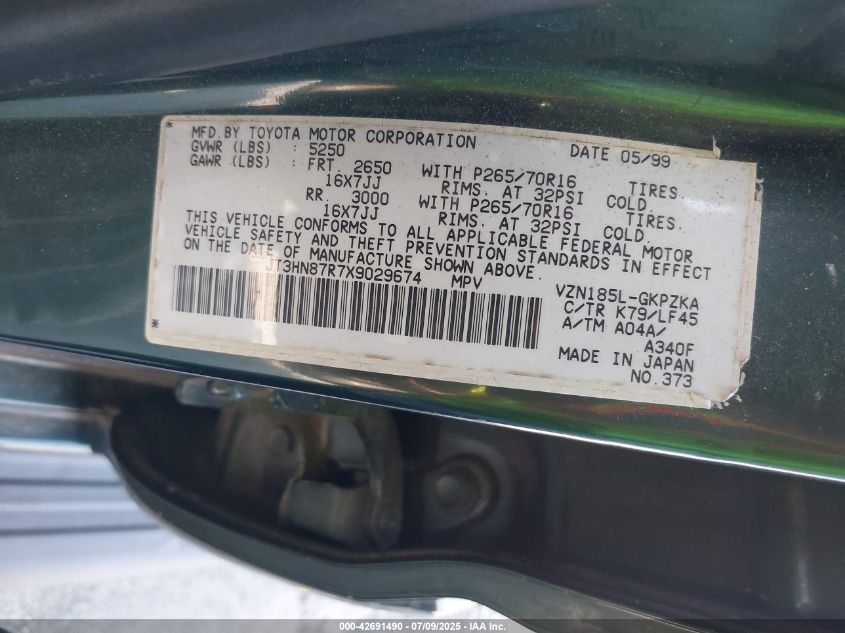 MFD. BY TOYOTA MOTOR CORPORATION DATE 05/99
GVWR (LBS) : 5250
GAWR (LBS) : FRT. 2650 WITH P265/70R16 TIRES.
16X7JJ RIMS. AT 32PSI COLD
RR. 3000 WITH P265/70R16 TIRES.
16X7JJ RIMS. AT 32PSI COLD
THIS VEHICLE CONFORMS TO ALL APPLICABLE FEDERAL MOTOR
VEHICLE SAFETY AND THEFT PREVENTION STANDARDS IN EFFECT
ON THE DATE OF MANUFACTURE SHOWN ABOVE.
JT3HN87R7X9029674 MPV
VZN185L-GKPZKA
C/TR K79/LF45
A/TM A04A/
A340F
MADE IN JAPAN
NO.373
000-42691490 - 07/09/2025 - IAA Inc.